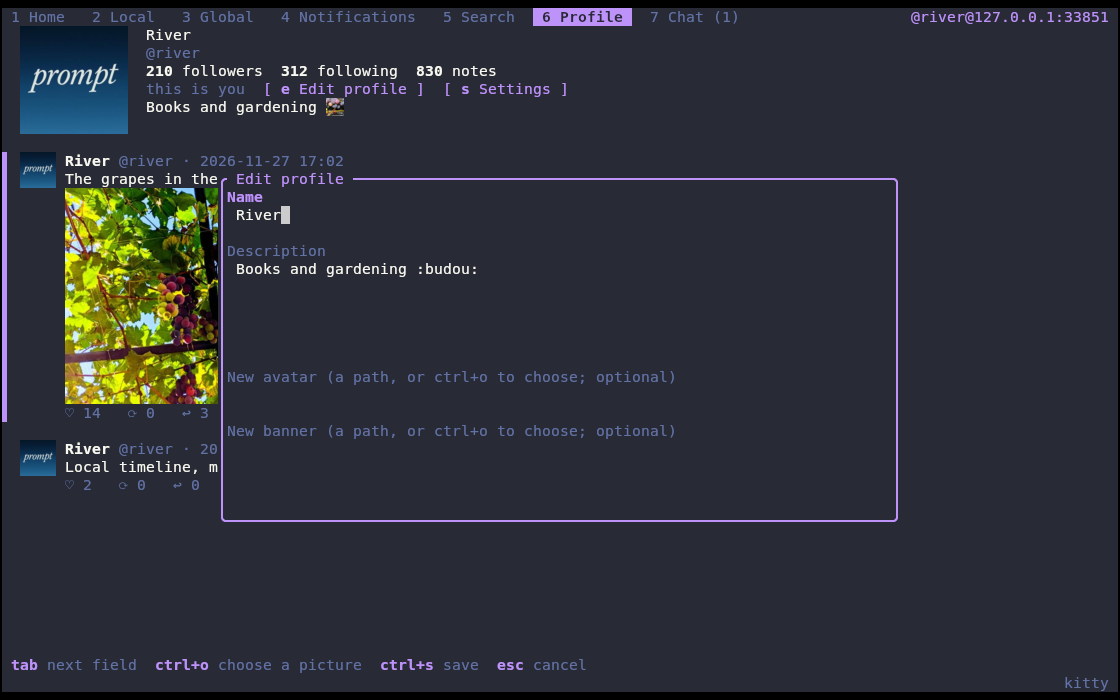 1 Home 2 Local 3 Global 4 Notifications 5 Search 6 Profile 7 Chat (1) @river@127.0.0.1:33851
prompt
River
@river
210 followers 312 following 830 notes
this is you [ e Edit profile ] [ s Settings ]
Books and gardening
prompt
River @river · 2026-11-27 17:02
The grapes in the
Edit profile
Name
River
Description
Books and gardening :budou:
New avatar (a path, or ctrl+o to choose; optional)
♡ 14 ⟳ 0 ↩ 3
New banner (a path, or ctrl+o to choose; optional)
prompt
River @river · 20
Local timeline, m
♡ 2 ⟳ 0 ↩ 0
tab next field ctrl+o choose a picture ctrl+s save esc cancel
kitty